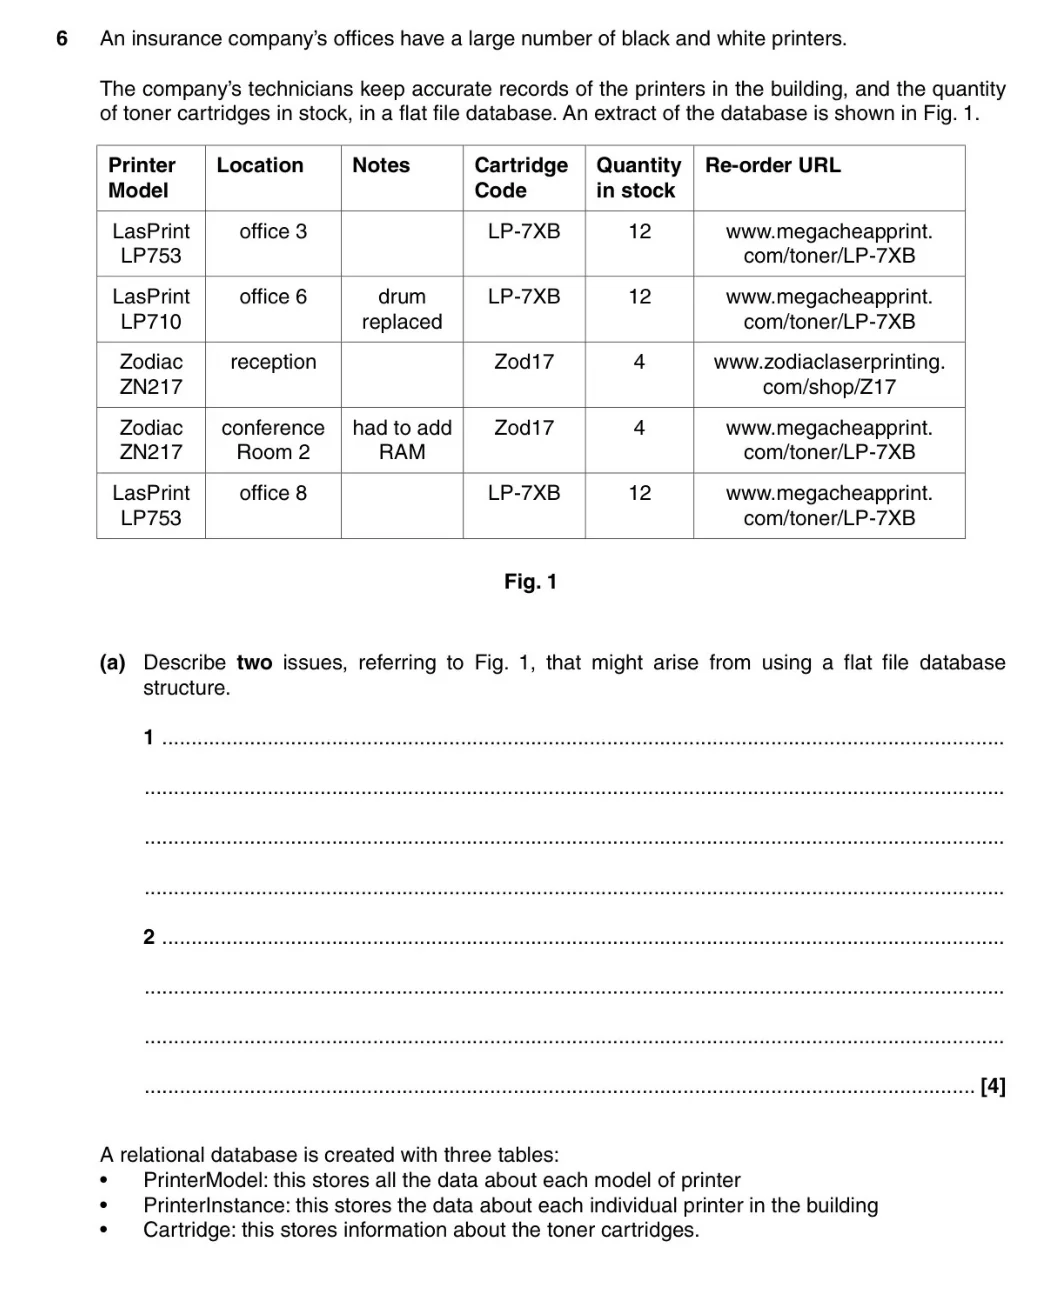 6 An insurance company's offices have a large number of black and white printers.
The company's technicians keep accurate records of the printers in the building, and the quantity
of toner cartridges in stock, in a flat file database. An extract of the database is shown in Fig. 1.
Printer Model Location Notes Cartridge Code Quantity in stock Re-order URL
LasPrint LP753 office 3 LP-7XB 12 www.megacheapprint. com/toner/LP-7XB
LasPrint LP710 office 6 drum replaced LP-7XB 12 www.megacheapprint. com/toner/LP-7XB
Zodiac ZN217 reception Zod17 4 www.zodiaclaserprinting. com/shop/Z17
Zodiac ZN217 conference Room 2 had to add RAM Zod17 4 www.megacheapprint. com/toner/LP-7XB
LasPrint LP753 office 8 LP-7XB 12 www.megacheapprint. com/toner/LP-7XB
Fig. 1
(a) Describe two issues, referring to Fig. 1, that might arise from using a flat file database
structure.
1
2
[4]
A relational database is created with three tables:
• PrinterModel: this stores all the data about each model of printer
• PrinterInstance: this stores the data about each individual printer in the building
• Cartridge: this stores information about the toner cartridges.